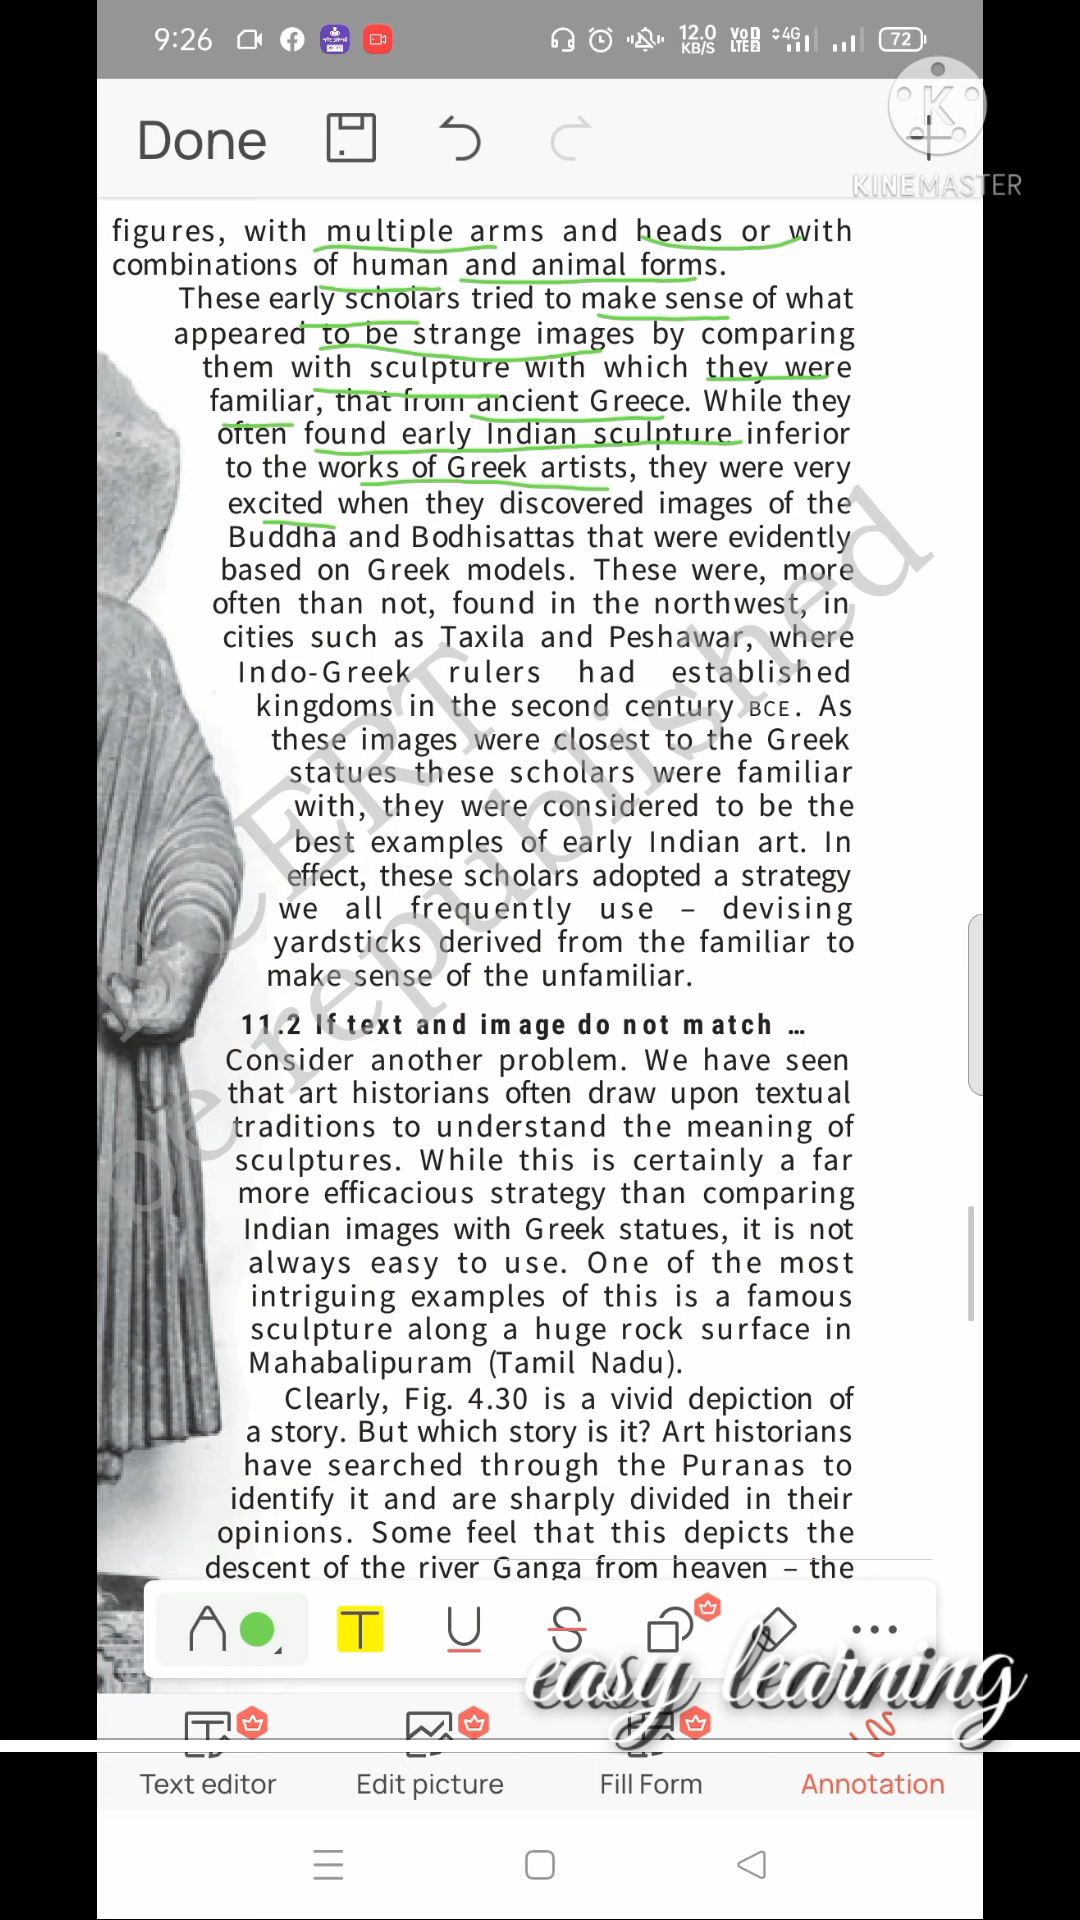 9:26
12.0
KB/S
VoD
LTE2
4G
72
Done
KINEMASTER
figures, with multiple arms and heads or with
combinations of human and animal forms.
These early scholars tried to make sense of what
appeared to be strange images by comparing
them with sculpture with which they were
familiar, that from ancient Greece. While they
often found early Indian sculpture inferior
to the works of Greek artists, they were very
excited when they discovered images of the
Buddha and Bodhisattas that were evidently
based on Greek models. These were, more
often than not, found in the northwest, in
cities such as Taxila and Peshawar, where
Indo-Greek rulers had established
kingdoms in the second century BCE. As
these images were closest to the Greek
statues these scholars were familiar
with, they were considered to be the
best examples of early Indian art. In
effect, these scholars adopted a strategy
we all frequently use – devising
yardsticks derived from the familiar to
make sense of the unfamiliar.
11.2 If text and image do not match ...
Consider another problem. We have seen
that art historians often draw upon textual
traditions to understand the meaning of
sculptures. While this is certainly a far
more efficacious strategy than comparing
Indian images with Greek statues, it is not
always easy to use. One of the most
intriguing examples of this is a famous
sculpture along a huge rock surface in
Mahabalipuram (Tamil Nadu).
Clearly, Fig. 4.30 is a vivid depiction of
a story. But which story is it? Art historians
have searched through the Puranas to
identify it and are sharply divided in their
opinions. Some feel that this depicts the
descent of the river Ganga from heaven – the
be republished
easy learning
Text editor
Edit picture
Fill Form
Annotation